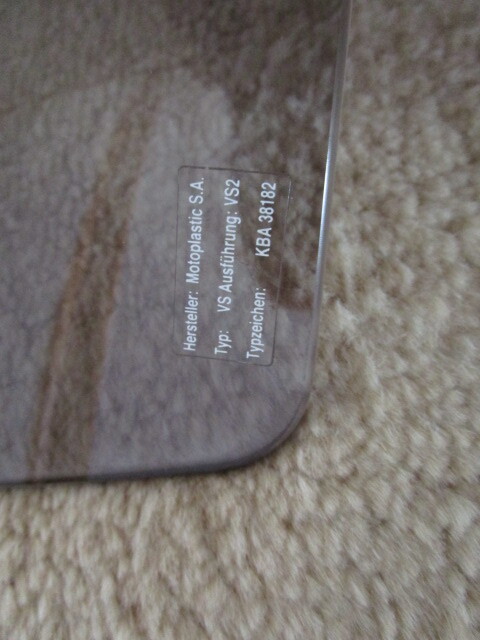 Hersteller: Motoplastic S.A.
Typ: VS Ausführung: VS2
Typzeichen: KBA 38182